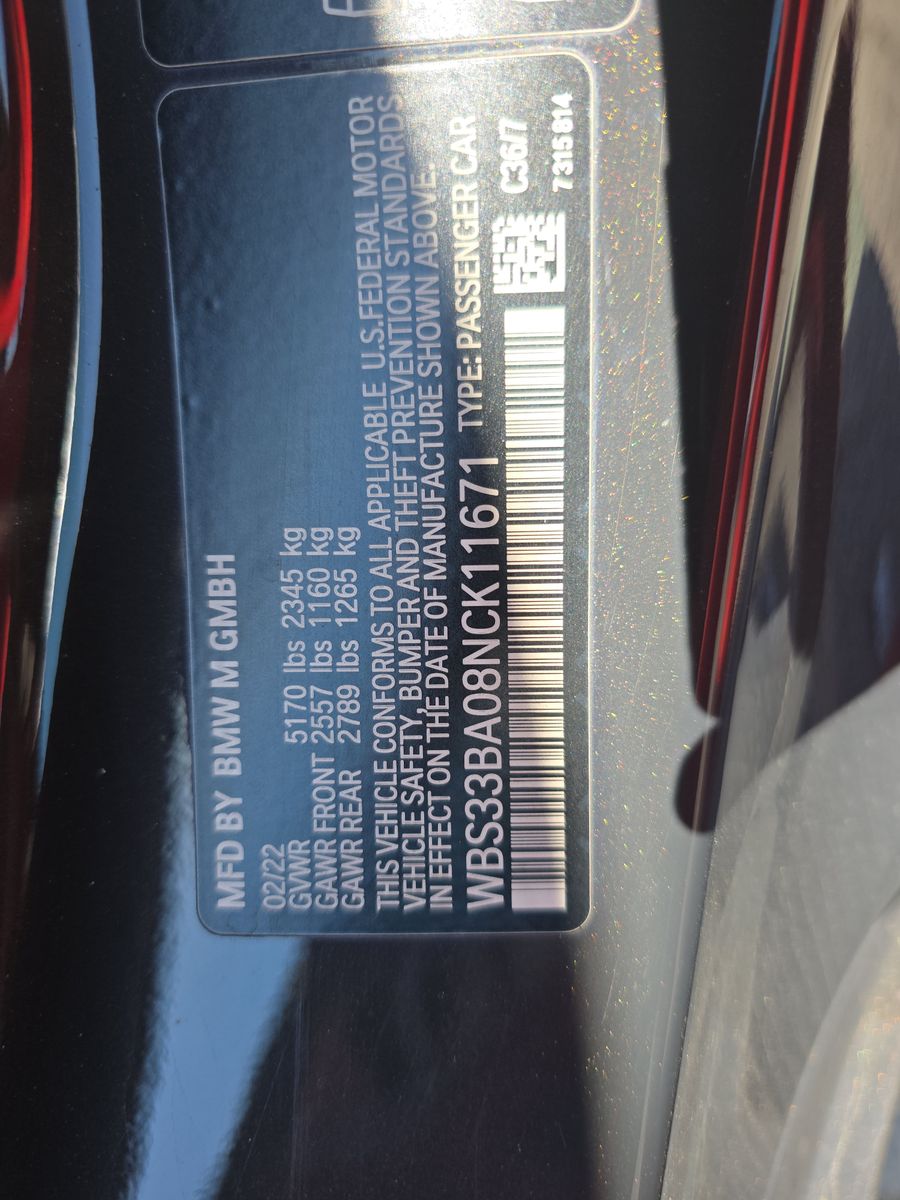 MFD BY BMW M GMBH
02/22
GVWR 5170 lbs 2345 kg
GAWR FRONT 2557 lbs 1160 kg
GAWR REAR 2789 lbs 1265 kg
THIS VEHICLE CONFORMS TO ALL APPLICABLE U.S.FEDERAL MOTOR
VEHICLE SAFETY, BUMPER AND THEFT PREVENTION STANDARDS
IN EFFECT ON THE DATE OF MANUFACTURE SHOWN ABOVE.
WBS33BA08NCK11671 TYPE: PASSENGER CAR
C36/7
7315814